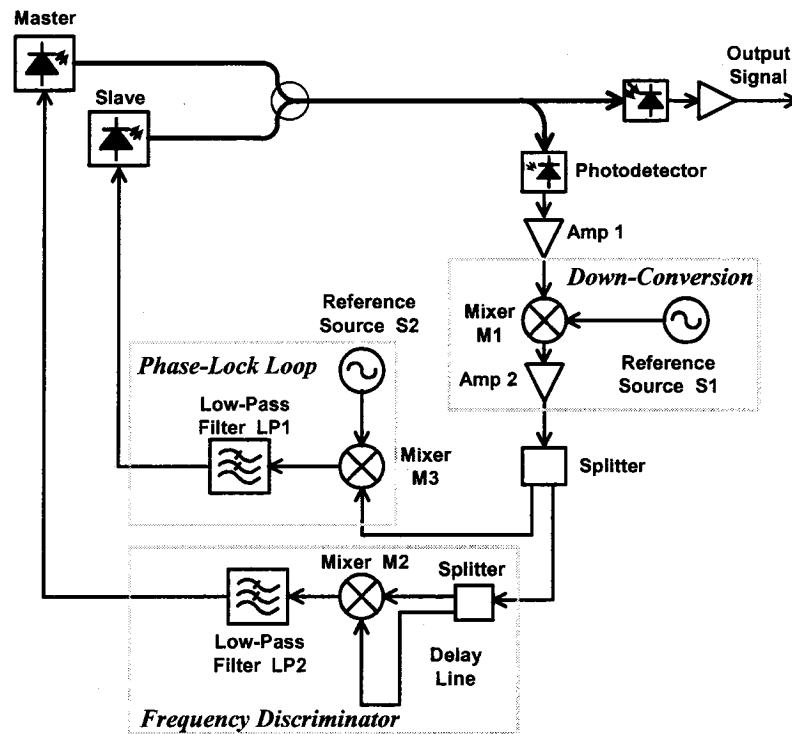 Master
Output
Signal
Slave
Photodetector
Amp 1
Down-Conversion
Reference
Source S2
Mixer
M1
Reference
Source S1
Phase-Lock Loop
Amp 2
Low-Pass
Filter LP1
Mixer
M3
Splitter
Mixer M2
Splitter
Low-Pass
Filter LP2
Delay
Line
Frequency Discriminator